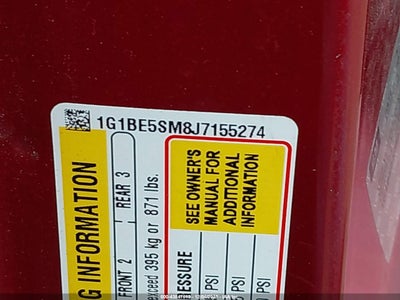 1G1BE5SM8J7155274
G INFORMATION
FRONT 2
REAR 3
exceed 395 kg or 871 lbs.
SEE OWNER'S
MANUAL FOR
ADDITIONAL
INFORMATION
PRESSURE
PSI
PSI
PSI